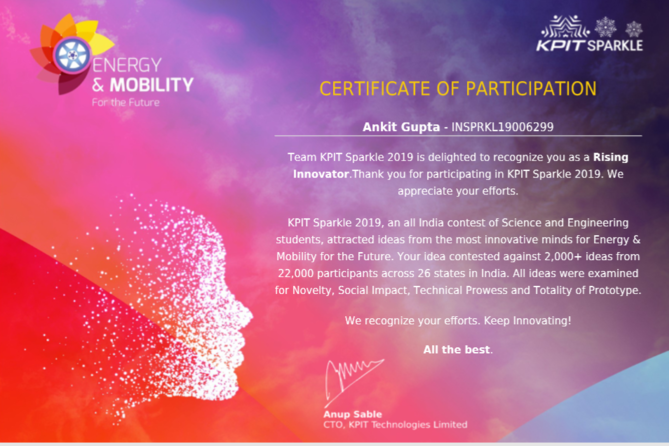 ENERGY
& MOBILITY
For the Future
KPIT SPARKLE
CERTIFICATE OF PARTICIPATION
Ankit Gupta - INSPRKL19006299
Team KPIT Sparkle 2019 is delighted to recognize you as a Rising
Innovator.Thank you for participating in KPIT Sparkle 2019. We
appreciate your efforts.
KPIT Sparkle 2019, an all India contest of Science and Engineering
students, attracted ideas from the most innovative minds for Energy &
Mobility for the Future. Your idea contested against 2,000+ ideas from
22,000 participants across 26 states in India. All ideas were examined
for Novelty, Social Impact, Technical Prowess and Totality of Prototype.
We recognize your efforts. Keep Innovating!
All the best.
Anup Sable
CTO, KPIT Technologies Limited